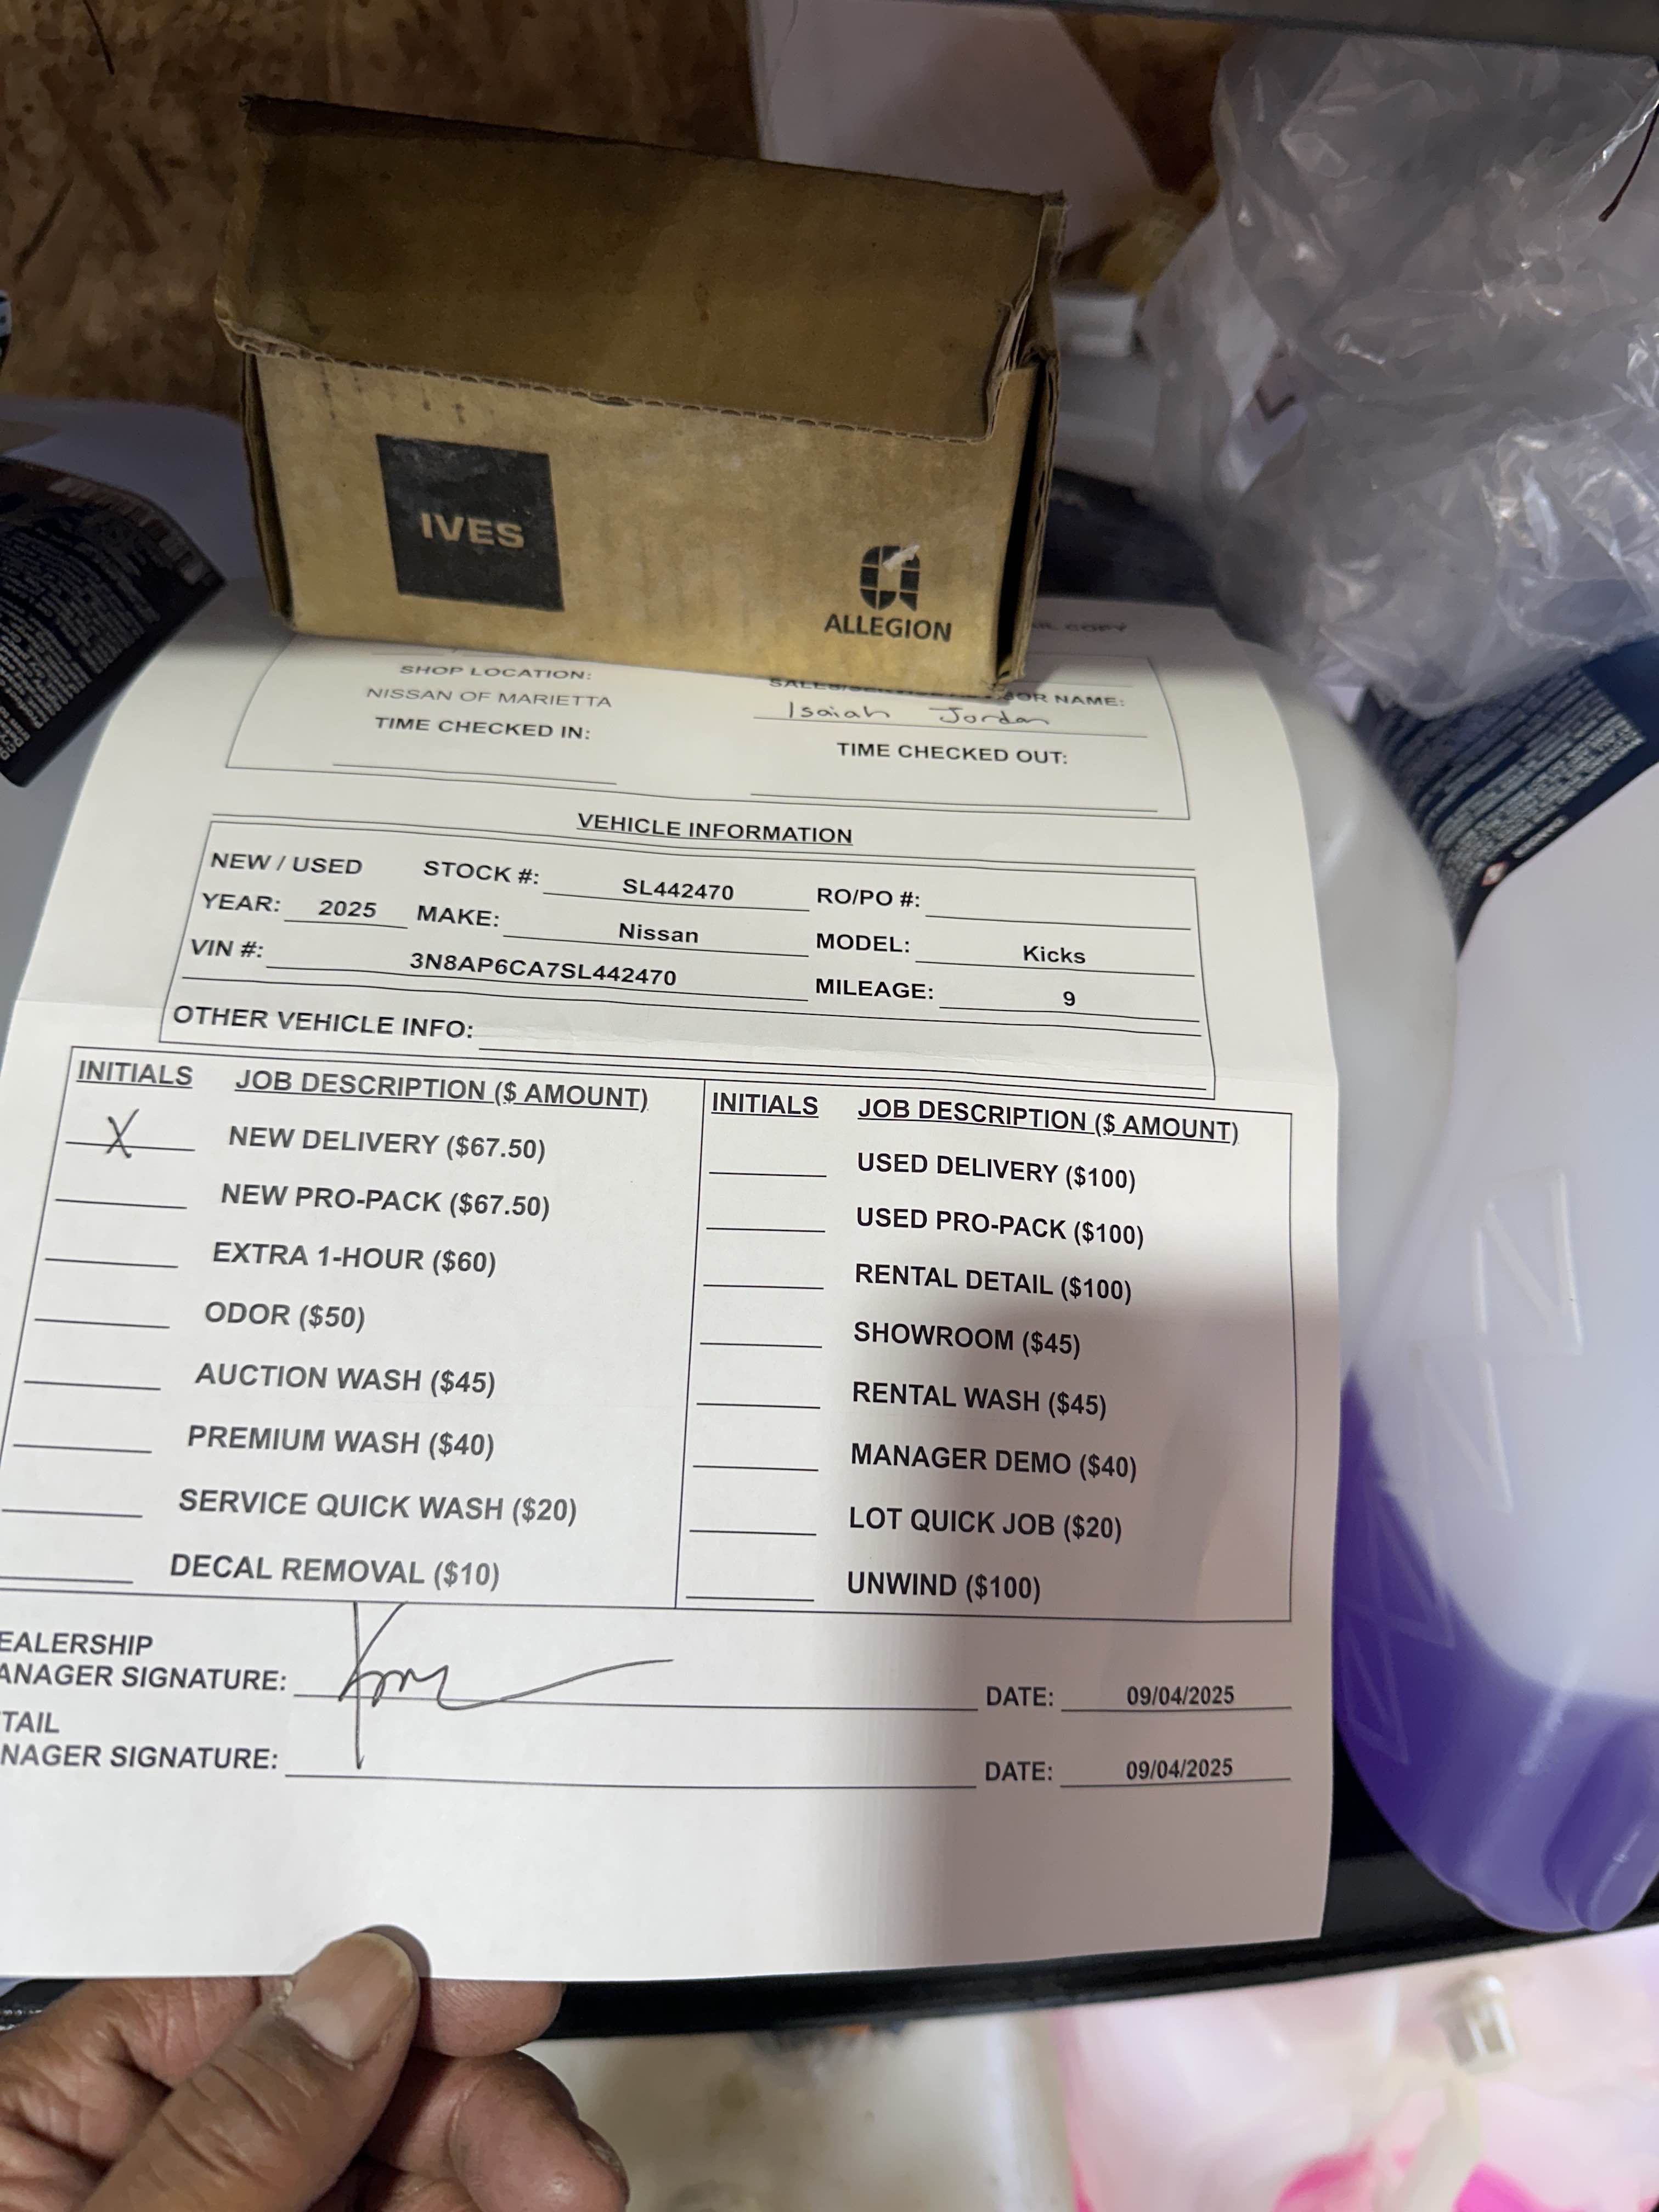 IVES
ALLEGION
COPY
SHOP LOCATION:
NISSAN OF MARIETTA
OR NAME:
Isaiah Jordan
TIME CHECKED IN:
TIME CHECKED OUT:
VEHICLE INFORMATION
NEW / USED STOCK #: SL442470 RO/PO #:
YEAR: 2025 MAKE: Nissan MODEL: Kicks
VIN #: 3N8AP6CA7SL442470 MILEAGE: 9
OTHER VEHICLE INFO:
INITIALS JOB DESCRIPTION ($ AMOUNT)
X NEW DELIVERY ($67.50)
NEW PRO-PACK ($67.50)
EXTRA 1-HOUR ($60)
ODOR ($50)
AUCTION WASH ($45)
PREMIUM WASH ($40)
SERVICE QUICK WASH ($20)
DECAL REMOVAL ($10)
INITIALS JOB DESCRIPTION ($ AMOUNT)
USED DELIVERY ($100)
USED PRO-PACK ($100)
RENTAL DETAIL ($100)
SHOWROOM ($45)
RENTAL WASH ($45)
MANAGER DEMO ($40)
LOT QUICK JOB ($20)
UNWIND ($100)
EALERSHIP
ANAGER SIGNATURE: DATE: 09/04/2025
TAIL
NAGER SIGNATURE: DATE: 09/04/2025